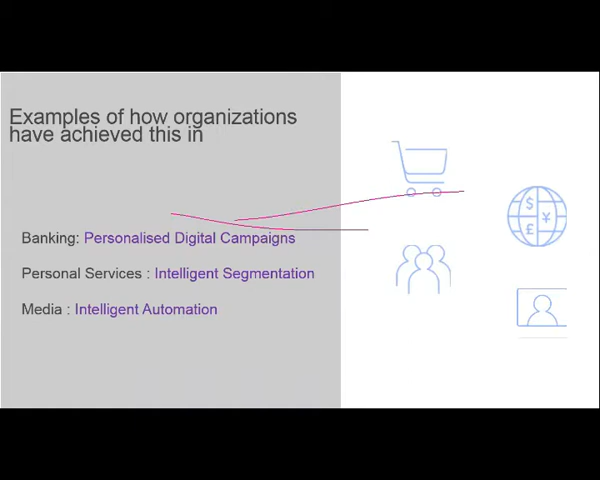 Examples of how organizations
have achieved this in
Banking: Personalised Digital Campaigns
Personal Services : Intelligent Segmentation
Media : Intelligent Automation
$
¥
£